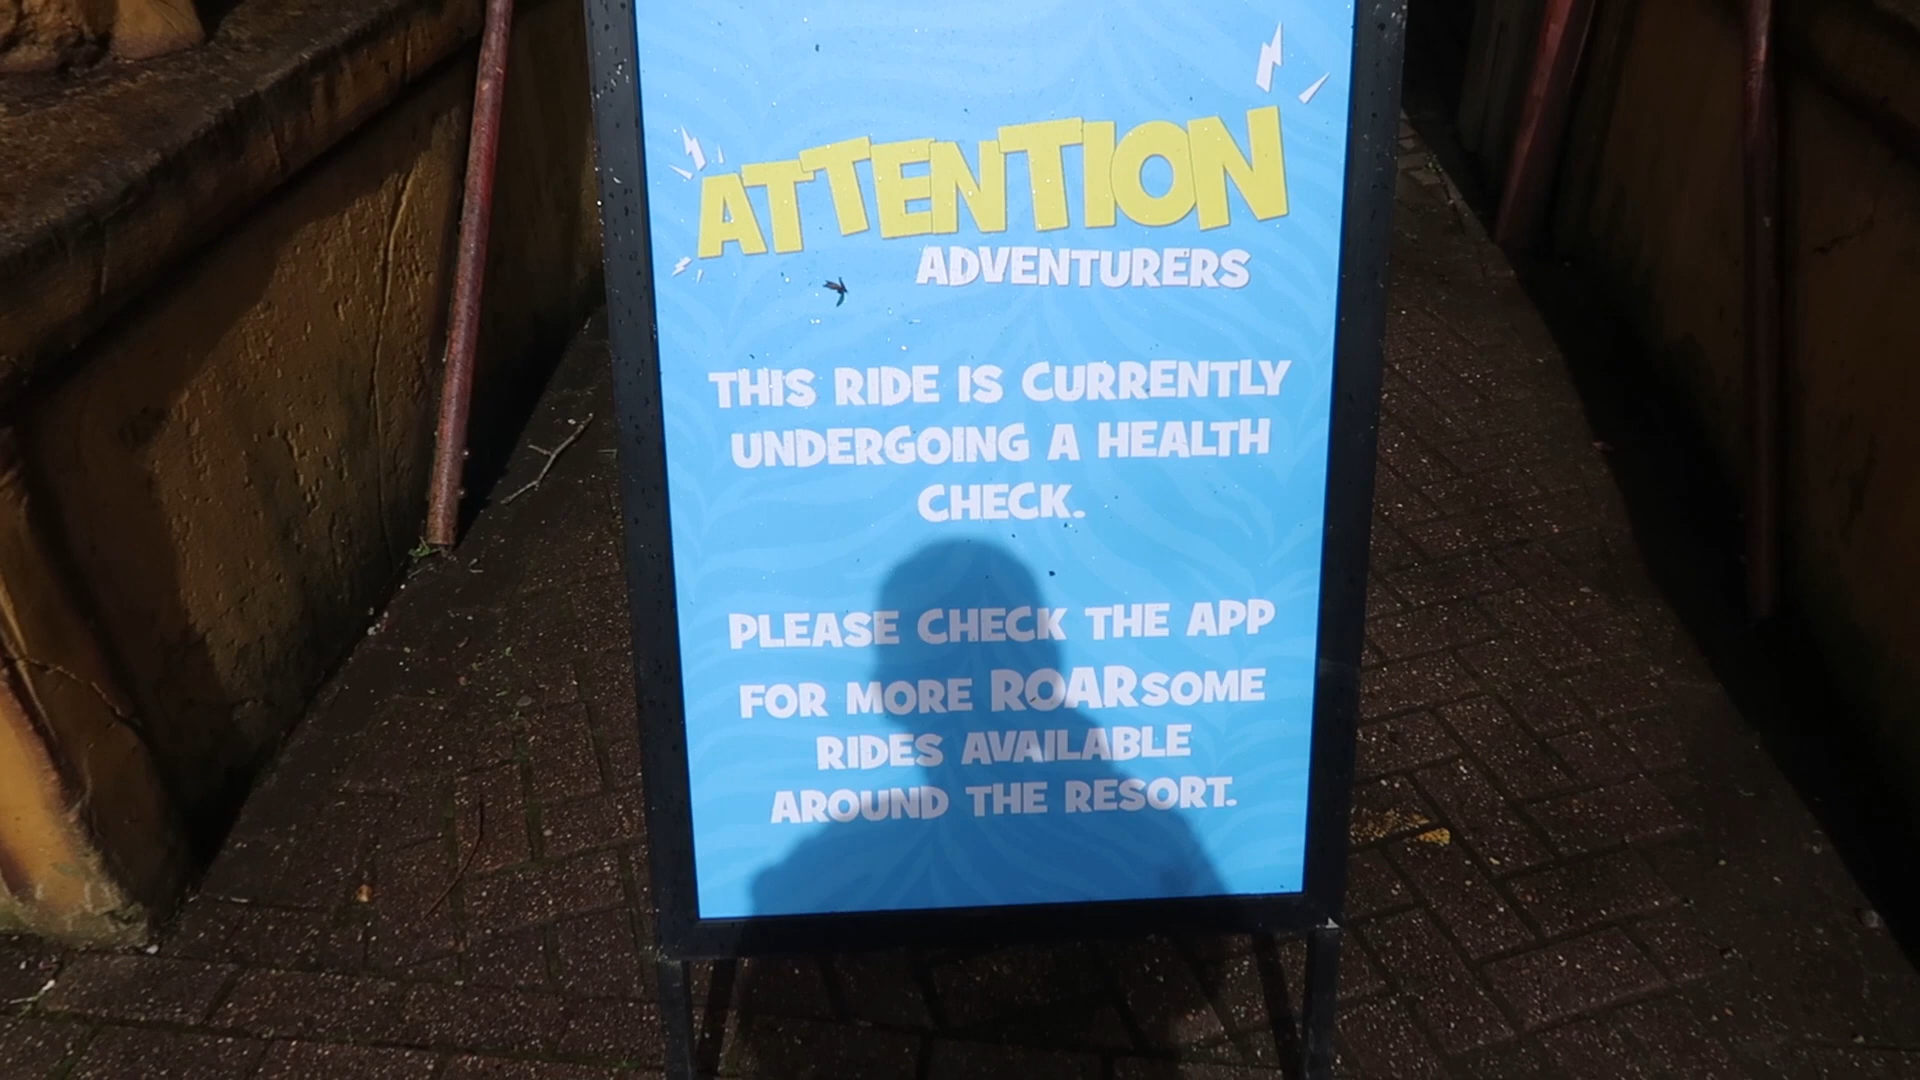 ATTENTION
ADVENTURERS
THIS RIDE IS CURRENTLY
UNDERGOING A HEALTH
CHECK.
PLEASE CHECK THE APP
FOR MORE ROARSOME
RIDES AVAILABLE
AROUND THE RESORT.